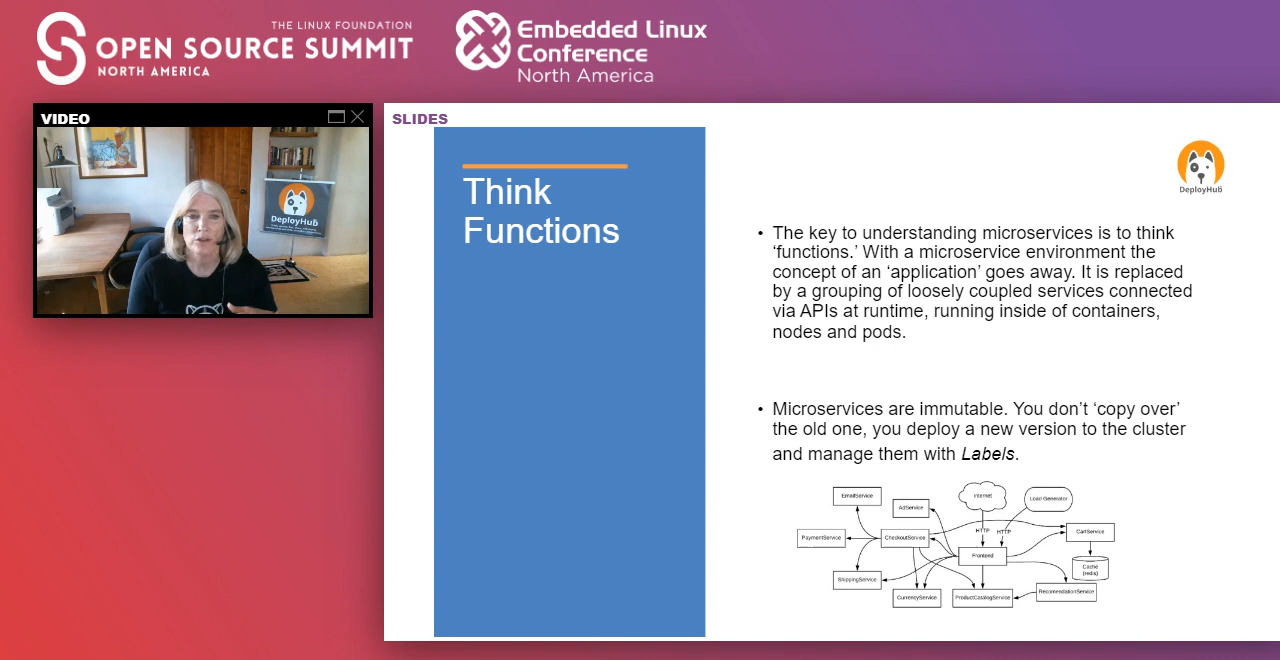 THE LINUX FOUNDATION
OPEN SOURCE SUMMIT
NORTH AMERICA
Embedded Linux
Conference
North America
VIDEO
DeployHub
SLIDES
Think
Functions
DeployHub
• The key to understanding microservices is to think
‘functions.’ With a microservice environment the
concept of an ‘application’ goes away. It is replaced
by a grouping of loosely coupled services connected
via APIs at runtime, running inside of containers,
nodes and pods.
• Microservices are immutable. You don’t ‘copy over’
the old one, you deploy a new version to the cluster
and manage them with Labels.
EmailService
AdService
Internet
Load Generator
HTTP
HTTP
PaymentService
CheckoutService
CartService
Frontend
Cache
(redis)
ShippingService
CurrencyService
ProductCatalogService
RecomendationService